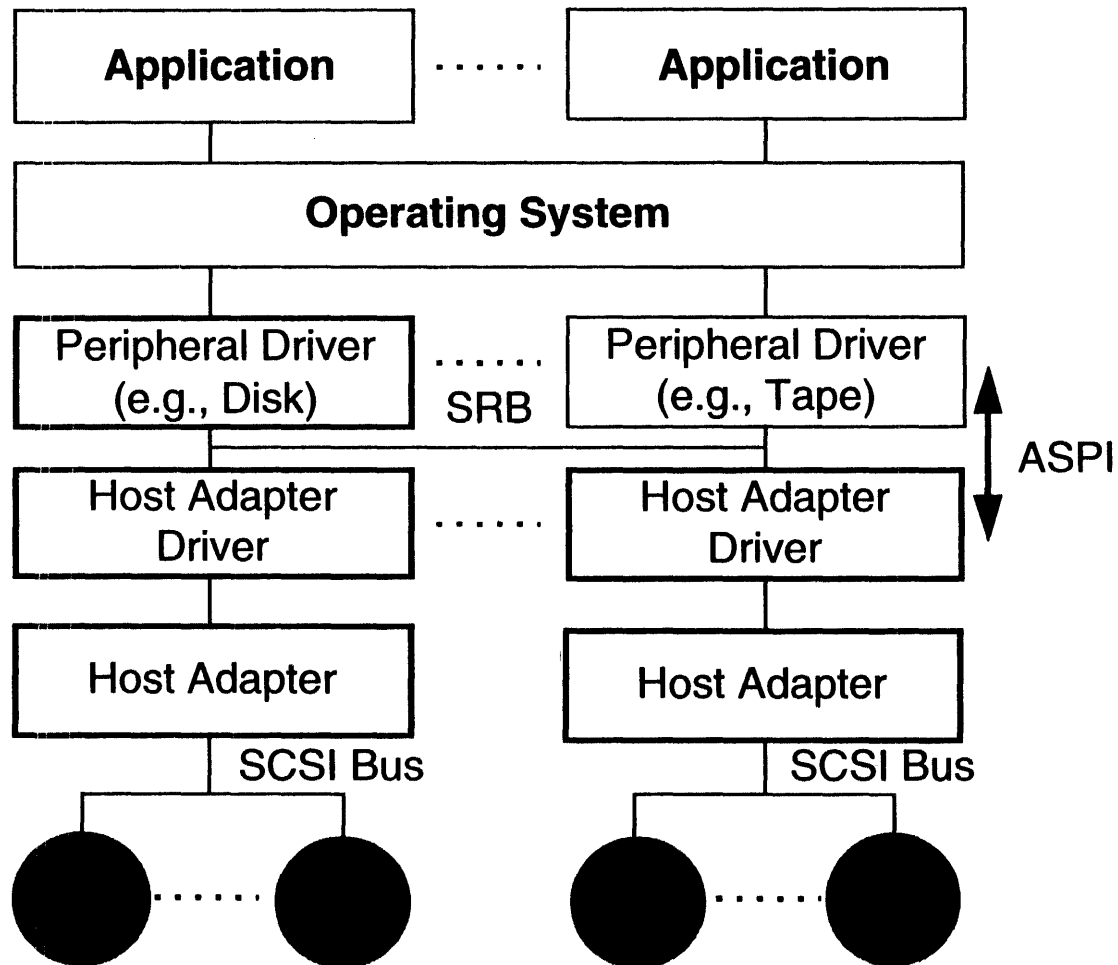 Application
Application
Operating System
Peripheral Driver
(e.g., Disk)
SRB
Peripheral Driver
(e.g., Tape)
ASPI
Host Adapter
Driver
Host Adapter
Driver
Host Adapter
Host Adapter
SCSI Bus
SCSI Bus